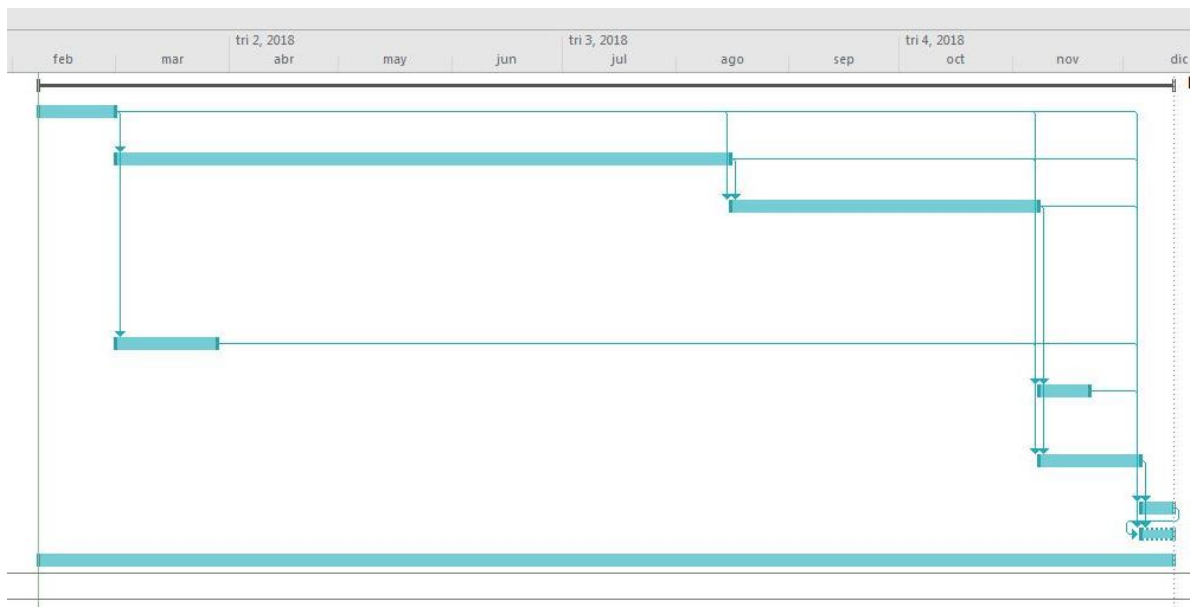 tri 2, 2018 tri 3, 2018 tri 4, 2018
feb mar abr may jun jul ago sep oct nov dic